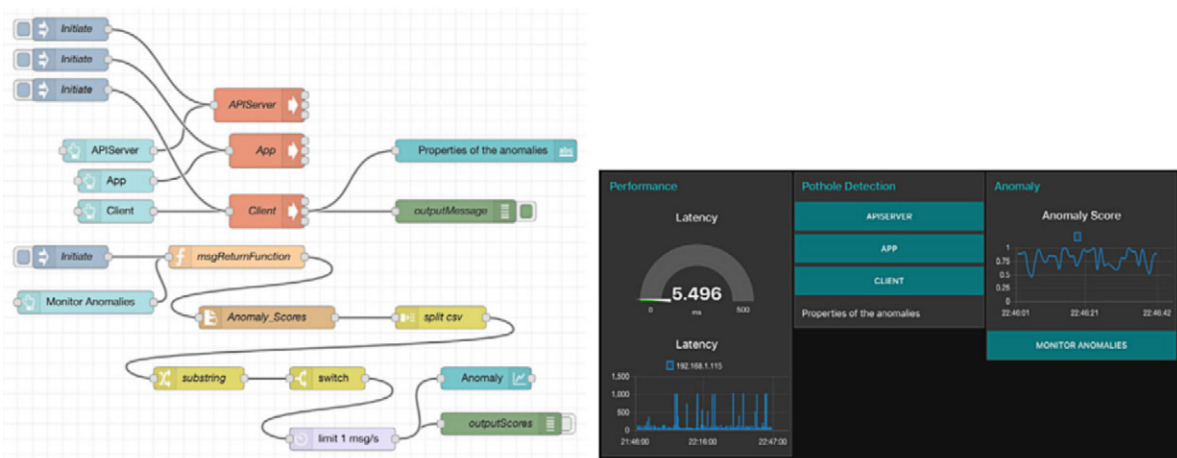 Initiate
Initiate
Initiate
APIServer
APIServer
App
Properties of the anomalies
abc
App
Client
Client
outputMessage
Initiate
msgReturnFunction
Monitor Anomalies
Anomaly_Scores
split csv
substring
switch
Anomaly
outputScores
limit 1 msg/s
Performance
Latency
5.496
0
ms
500
Latency
192.168.1.115
1,500
1,000
500
0
21:46:00
22:16:00
22:47:00
Pothole Detection
APISERVER
APP
CLIENT
Properties of the anomalies
Anomaly
Anomaly Score
1
0.75
0.5
0.25
0
22:46:01
22:46:21
22:46:42
MONITOR ANOMALIES